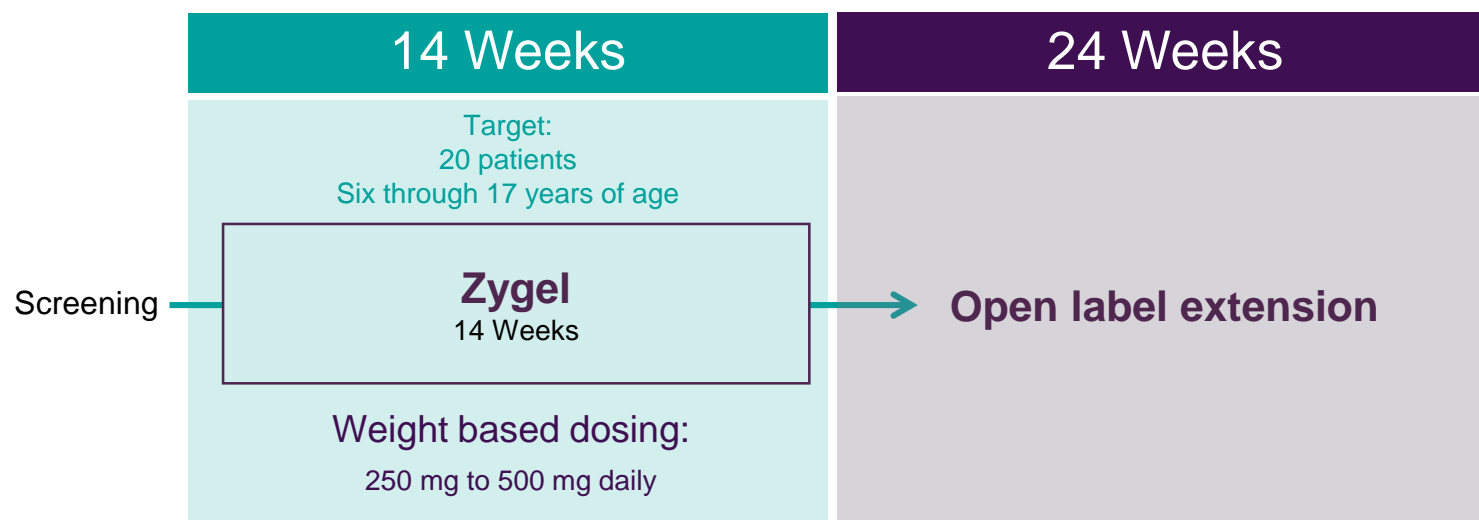 14 Weeks
24 Weeks
Target:
20 patients
Six through 17 years of age
Screening
Zygel
14 Weeks
Open label extension
Weight based dosing:
250 mg to 500 mg daily